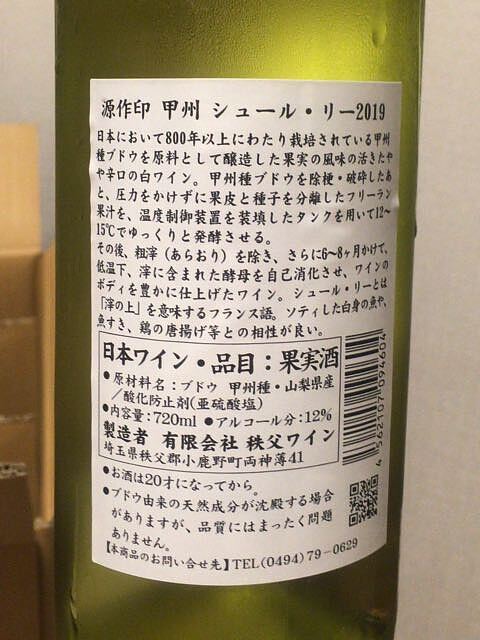 源作印 甲州 シュール・リー2019
日本において800年以上にわたり栽培されている甲州
種ブドウを原料として醸造した果実の風味の活きたや
や辛口の白ワイン。甲州種ブドウを除梗・破砕したあ
と、圧力をかけずに果皮と種子を分離したフリーラン
果汁を、温度制御装置を装填したタンクを用いて12〜
15℃でゆっくりと発酵させる。
その後、粗滓（あらおり）を除き、さらに6〜8ヶ月かけて、
低温下、滓に含まれた酵母を自己消化させ、ワインの
ボディを豊かに仕上げたワイン。シュール・リーとは
「滓の上」を意味するフランス語。ソティした白身の魚や、
魚すき、鶏の唐揚げ等との相性が良い。
日本ワイン・品目：果実酒
●原材料名：ブドウ 甲州種・山梨県産
／酸化防止剤(亜硫酸塩)
●内容量：720ml ●アルコール分：12%
製造者 有限会社 秩父ワイン
埼玉県秩父郡小鹿野町両神薄41
4 562107 094604
●お酒は20才になってから。
●ブドウ由来の天然成分が沈殿する場合
がありますが、品質にはまったく問題
ありません。
【本商品のお問い合せ先】TEL(0494)79-0629